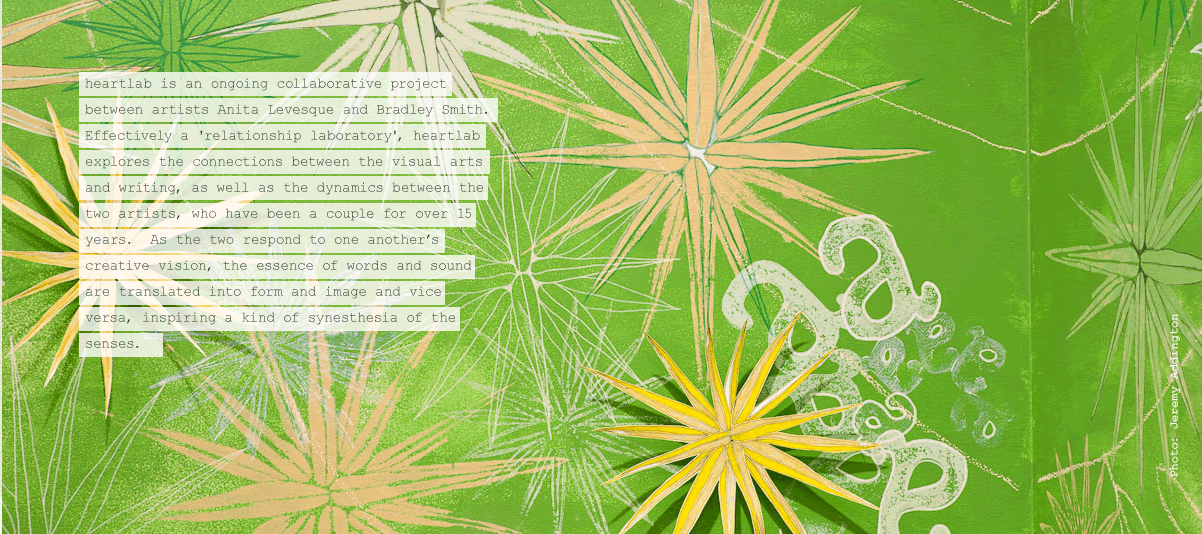 heartlab is an ongoing collaborative project
between artists Anita Levesque and Bradley Smith.
Effectively a 'relationship laboratory', heartlab
explores the connections between the visual arts
and writing, as well as the dynamics between the
two artists, who have been a couple for over 15
years.  As the two respond to one another’s
creative vision, the essence of words and sound
are translated into form and image and vice
versa, inspiring a kind of synesthesia of the
senses.
Photo: Jeremy Addington